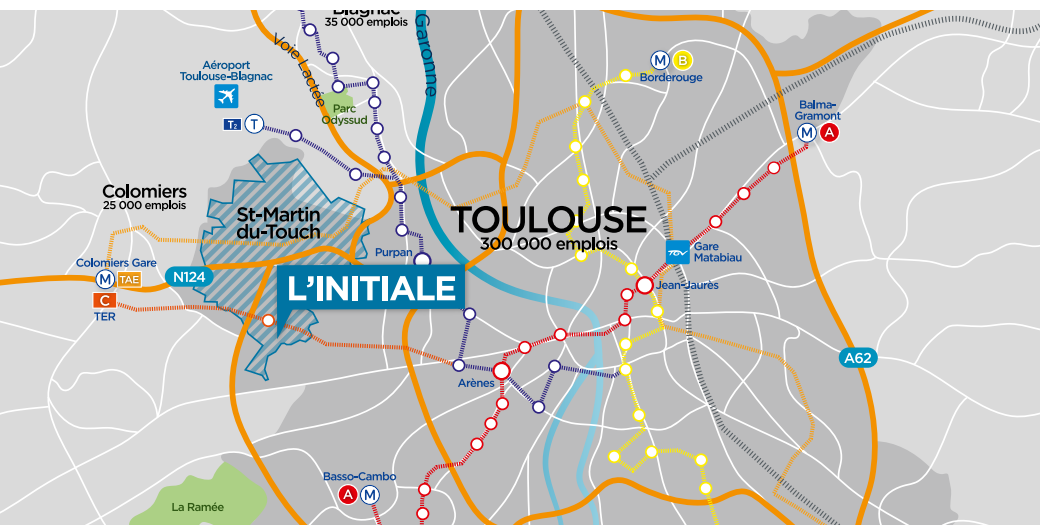 Blagnac
35 000 emplois
Voie Lactée
Garonne
Aéroport
Toulouse-Blagnac
T2 T
Parc
Odyssud
M B
Borderouge
Balma-
Gramont
M A
Colomiers
25 000 emplois
St-Martin
du-Touch
TOULOUSE
300 000 emplois
Purpan
TGV
Gare
Matabiau
Colomiers Gare
M TAE
C
TER
N124
L'INITIALE
Jean-Jaurès
A62
Arènes
Basso-Cambo
A M
La Ramée